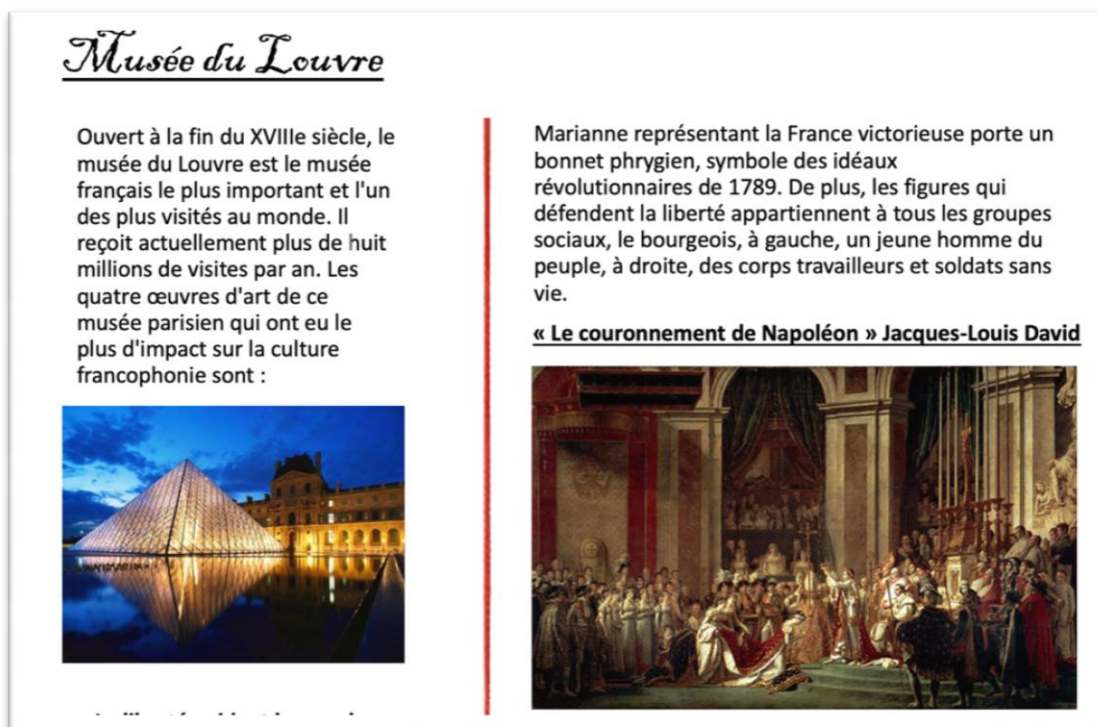 Musée du Louvre
Ouvert à la fin du XVIIIe siècle, le
musée du Louvre est le musée
français le plus important et l'un
des plus visités au monde. Il
reçoit actuellement plus de huit
millions de visites par an. Les
quatre œuvres d'art de ce
musée parisien qui ont eu le
plus d'impact sur la culture
francophonie sont :
Marianne représentant la France victorieuse porte un
bonnet phrygien, symbole des idéaux
révolutionnaires de 1789. De plus, les figures qui
défendent la liberté appartiennent à tous les groupes
sociaux, le bourgeois, à gauche, un jeune homme du
peuple, à droite, des corps travailleurs et soldats sans
vie.
« Le couronnement de Napoléon » Jacques-Louis David